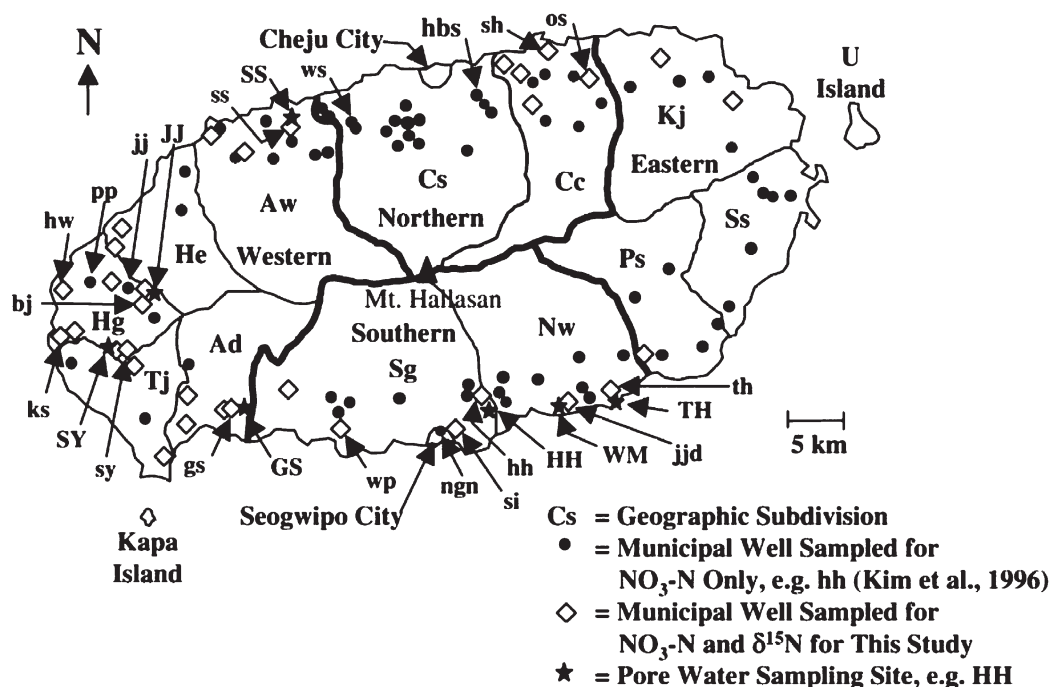 N
Cheju City
hbs
sh
os
U
Island
SS
ws
ss
Kj
jj
JJ
Eastern
pp
Aw
Cs
Cc
Northern
hw
Ss
He
Western
Ps
bj
Mt. Hallasan
Hg
Southern
Nw
Ad
Sg
Tj
th
ks
TH
SY
sy
gs
GS
wp
ngn
si
hh
HH
WM
jjd
5 km
Seogwipo City
Kapa
Island
Cs = Geographic Subdivision
● = Municipal Well Sampled for
NO₃-N Only, e.g. hh (Kim et al., 1996)
◇ = Municipal Well Sampled for
NO₃-N and δ¹⁵N for This Study
★ = Pore Water Sampling Site, e.g. HH